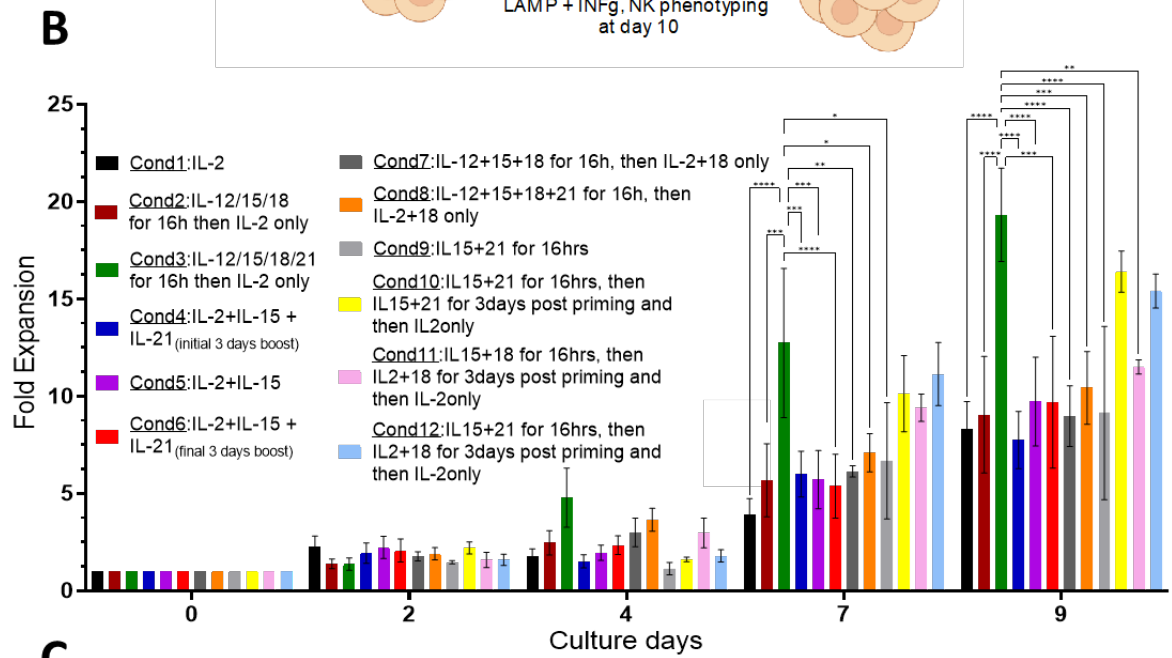 LAMP + INFg, NK phenotyping
at day 10
B
Fold Expansion
25
20
15
10
5
0
Cond1:IL-2
Cond2:IL-12/15/18
for 16h then IL-2 only
Cond3:IL-12/15/18/21
for 16h then IL-2 only
Cond4:IL-2+IL-15 +
IL-21(initial 3 days boost)
Cond5:IL-2+IL-15
Cond6:IL-2+IL-15 +
IL-21(final 3 days boost)
Cond7:IL-12+15+18 for 16h, then IL-2+18 only
Cond8:IL-12+15+18+21 for 16h, then
IL-2+18 only
Cond9:IL15+21 for 16hrs
Cond10:IL15+21 for 16hrs, then
IL15+21 for 3days post priming and
then IL2only
Cond11:IL15+18 for 16hrs, then
IL2+18 for 3days post priming and
then IL-2only
Cond12:IL15+21 for 16hrs, then
IL2+18 for 3days post priming and
then IL-2only
*
*
**
**** ***
***
***
****
**
****
***
****
**** ****
****
**** ***
0 2 4 7 9
Culture days